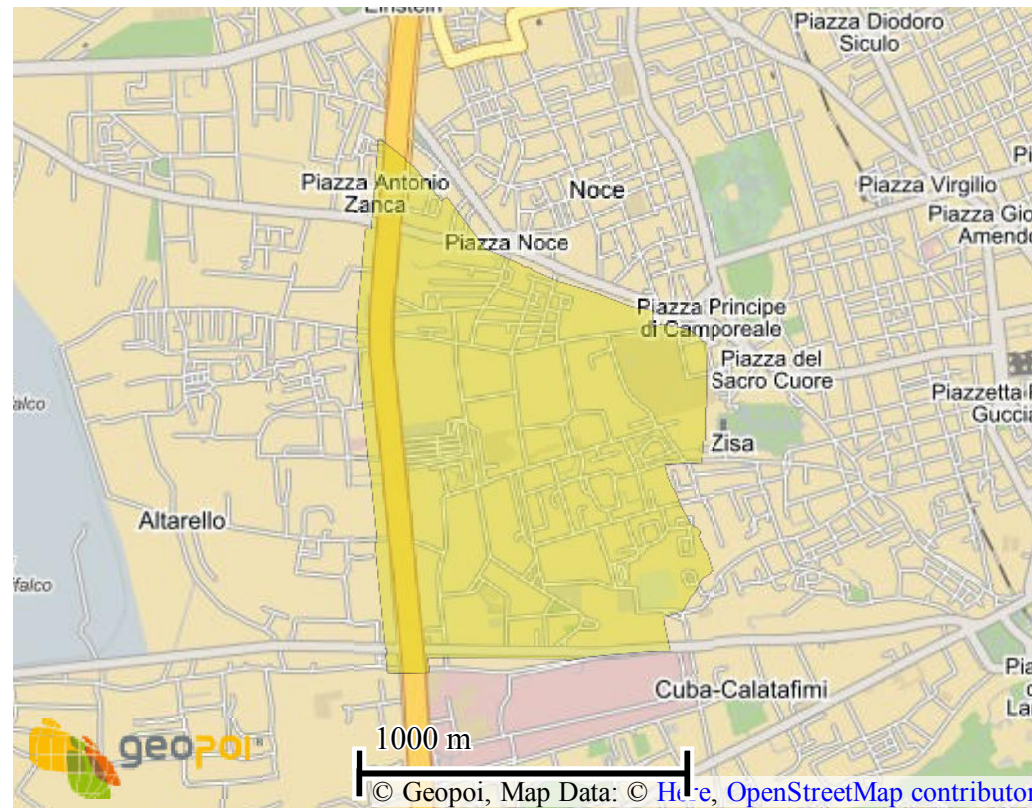 Einstein
Piazza Diodoro
Siculo
Piazza Antonio
Zanca
Noce
Piazza Virgilio
Piazza Gio
Amendo
Piazza Noce
Piazza Principe
di Camporeale
Piazza del
Sacro Cuore
Piazzetta
Guccia
alco
Zisa
Altarello
falco
Cuba-Calatafimi
Pia
La
geopoi
1000 m
© Geopoi, Map Data: © Here, OpenStreetMap contributor